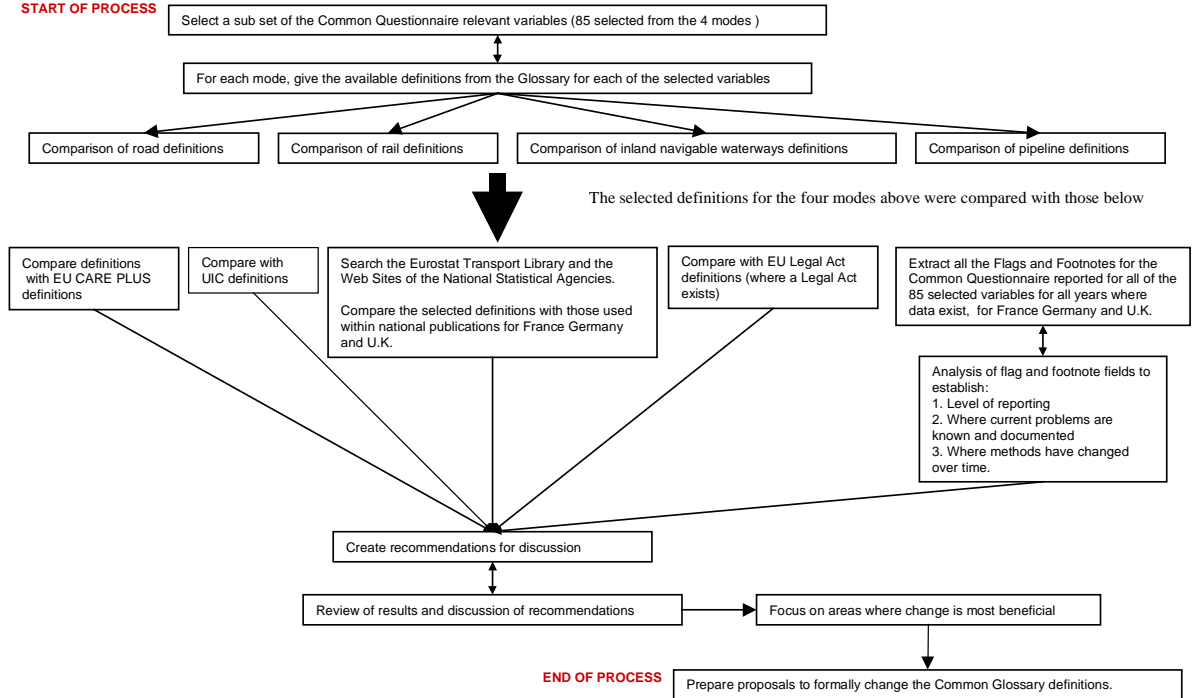 START OF PROCESS
Select a sub set of the Common Questionnaire relevant variables (85 selected from the 4 modes )
For each mode, give the available definitions from the Glossary for each of the selected variables
Comparison of road definitions
Comparison of rail definitions
Comparison of inland navigable waterways definitions
Comparison of pipeline definitions
The selected definitions for the four modes above were compared with those below
Compare definitions
with EU CARE PLUS
definitions
Compare with
UIC definitions
Search the Eurostat Transport Library and the
Web Sites of the National Statistical Agencies.
Compare the selected definitions with those used
within national publications for France Germany
and U.K.
Compare with EU Legal Act
definitions (where a Legal Act
exists)
Extract all the Flags and Footnotes for the
Common Questionnaire reported for all of the
85 selected variables for all years where
data exist, for France Germany and U.K.
Analysis of flag and footnote fields to
establish:
1. Level of reporting
2. Where current problems are
known and documented
3. Where methods have changed
over time.
Create recommendations for discussion
Review of results and discussion of recommendations
Focus on areas where change is most beneficial
END OF PROCESS
Prepare proposals to formally change the Common Glossary definitions.